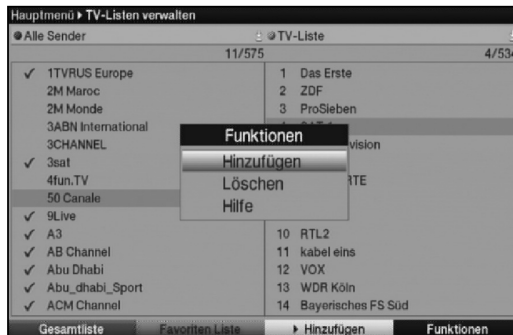 Hauptmenü ▸ TV-Listen verwalten
Alle Sender
TV-Liste
11/575
4/534
✓ 1TVRUS Europe
2M Maroc
2M Monde
3ABN International
3CHANNEL
✓ 3sat
4fun.TV
50 Canale
✓ 9Live
✓ A3
✓ AB Channel
✓ Abu Dhabi
✓ Abu_dhabi_Sport
✓ ACM Channel
1 Das Erste
2 ZDF
3 ProSieben
vision
RTE
10 RTL2
11 kabel eins
12 VOX
13 WDR Köln
14 Bayerisches FS Süd
Funktionen
Hinzufügen
Löschen
Hilfe
Gesamtliste
Favoriten Liste
▸ Hinzufügen
Funktionen